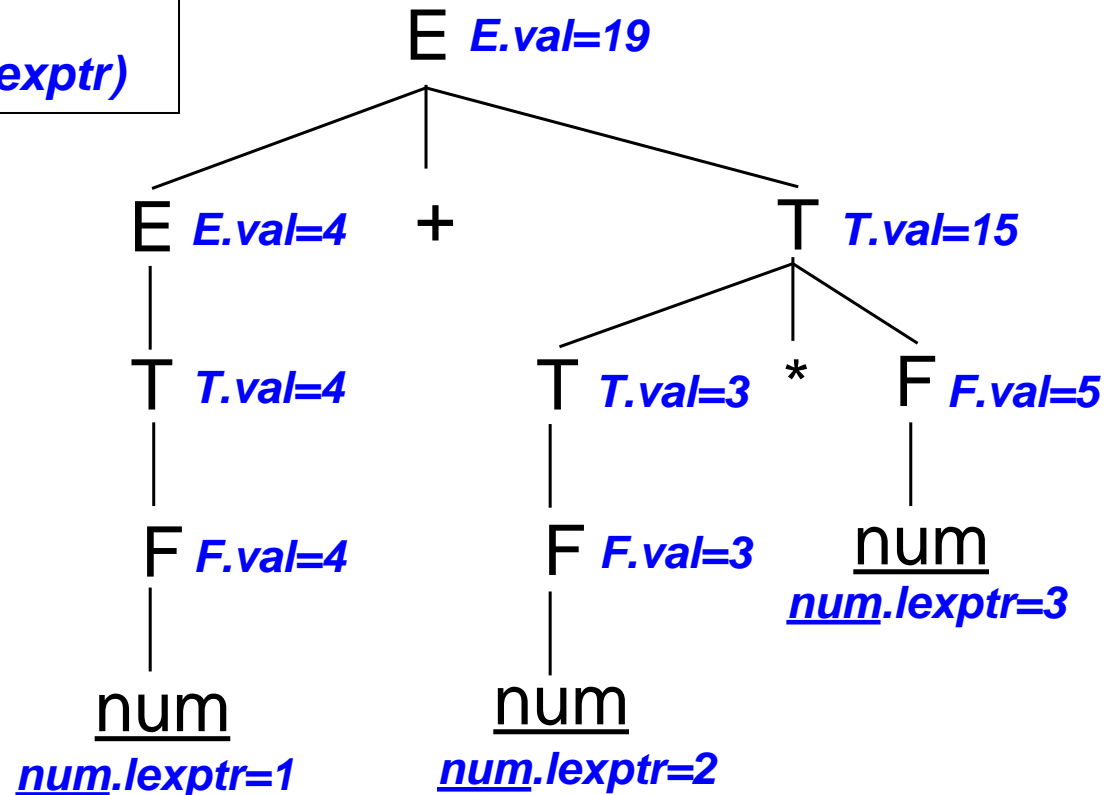 E E.val=19
exptr)
E E.val=4 + T T.val=15
T T.val=4 T T.val=3 * F F.val=5
F F.val=4 F F.val=3 num
num.lexptr=3
num num
num.lexptr=1 num.lexptr=2